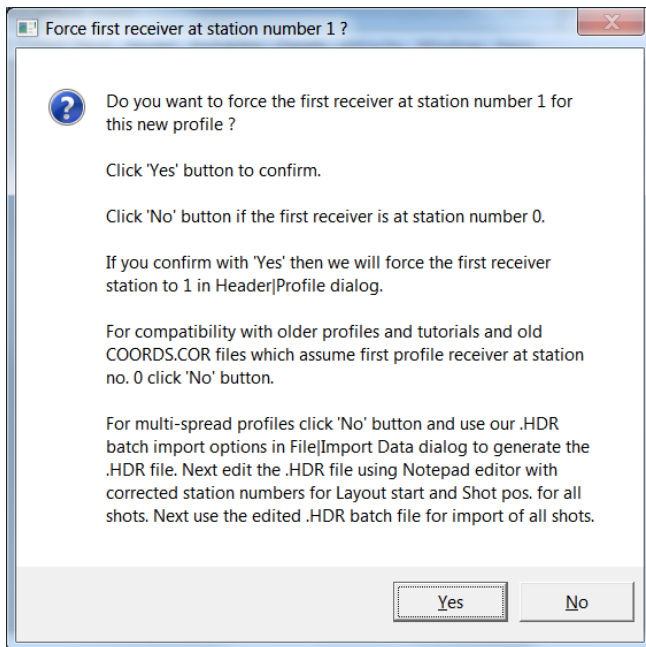 Force first receiver at station number 1 ?
Do you want to force the first receiver at station number 1 for
this new profile ?
Click 'Yes' button to confirm.
Click 'No' button if the first receiver is at station number 0.
If you confirm with 'Yes' then we will force the first receiver
station to 1 in Header|Profile dialog.
For compatibility with older profiles and tutorials and old
COORDS.COR files which assume first profile receiver at station
no. 0 click 'No' button.
For multi-spread profiles click 'No' button and use our .HDR
batch import options in File|Import Data dialog to generate the
.HDR file. Next edit the .HDR file using Notepad editor with
corrected station numbers for Layout start and Shot pos. for all
shots. Next use the edited .HDR batch file for import of all shots.
Yes
No